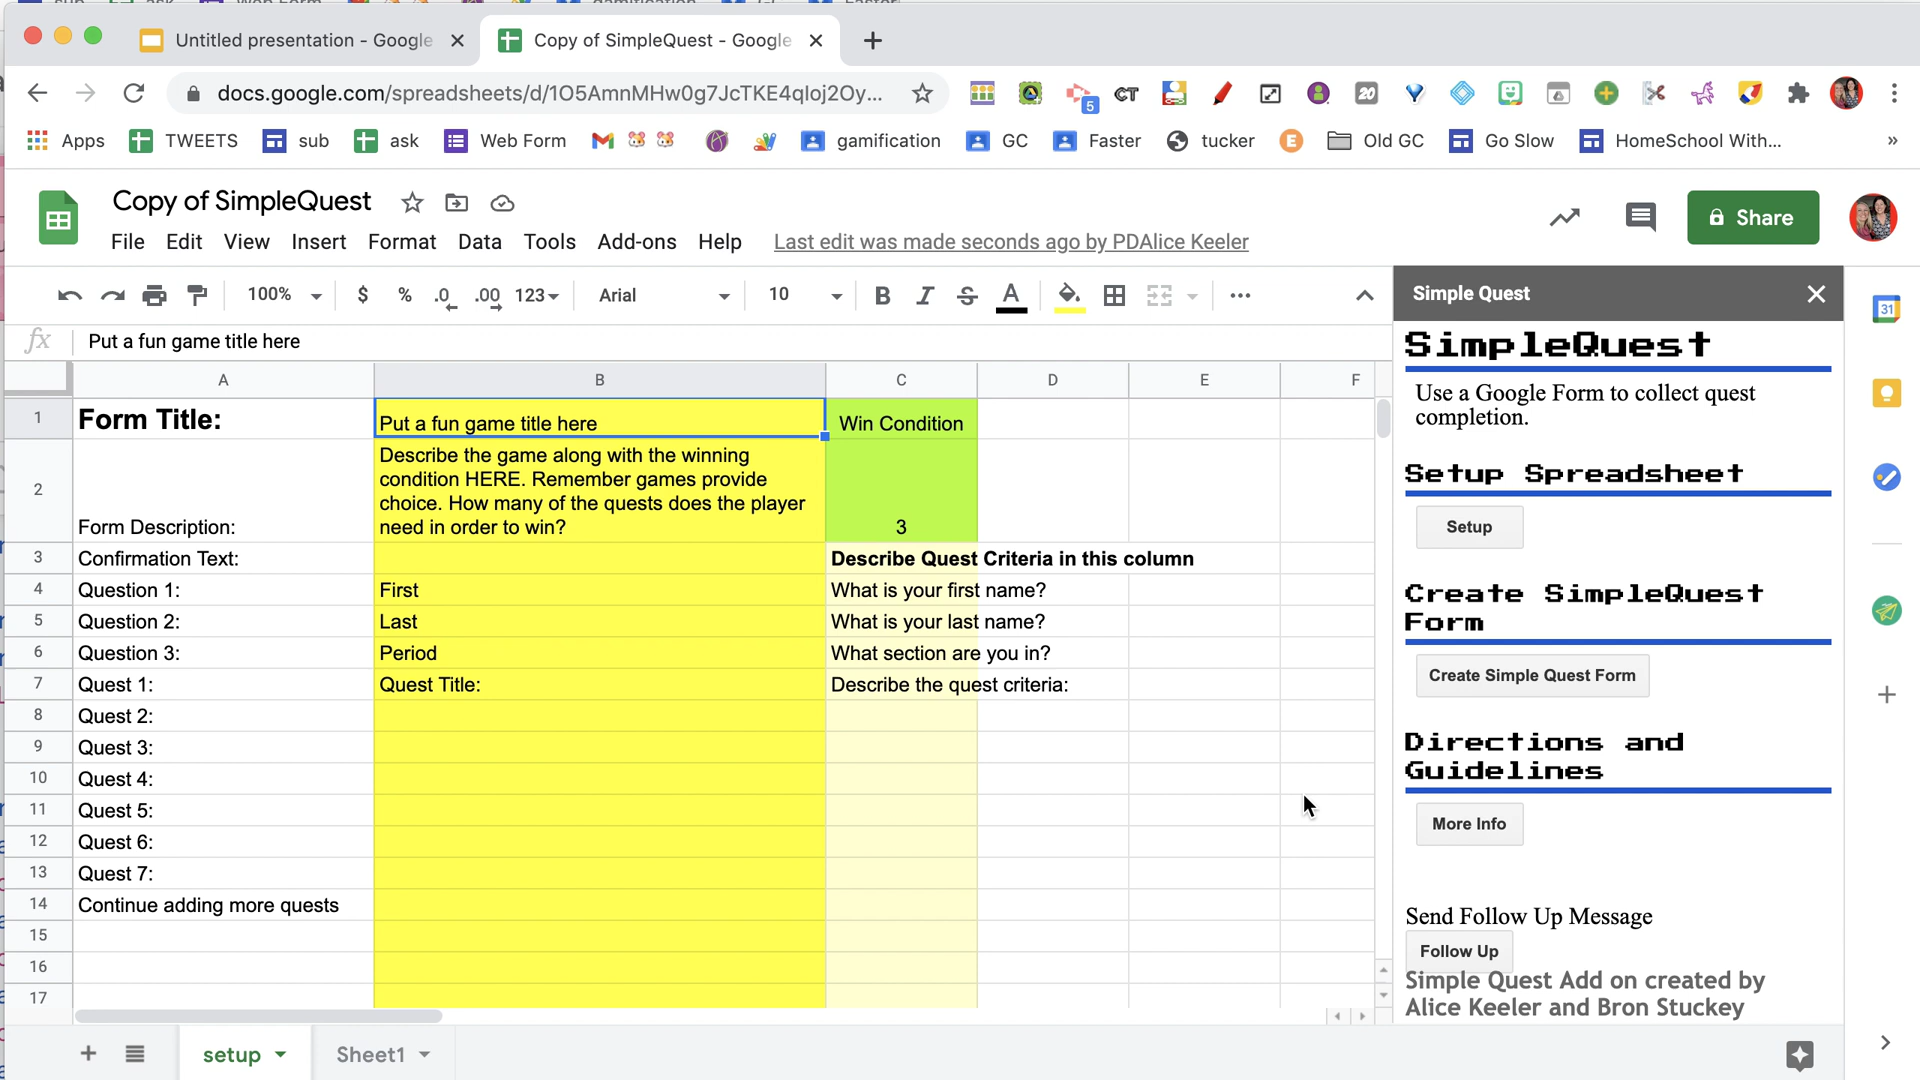 Untitled presentation - Google
Copy of SimpleQuest - Google
docs.google.com/spreadsheets/d/1O5AmnMHw0g7JcTKE4qloj2Oy...
5
CT
20
Apps
TWEETS
sub
ask
Web Form
gamification
GC
Faster
tucker
E
Old GC
Go Slow
HomeSchool With...
»
Copy of SimpleQuest
File Edit View Insert Format Data Tools Add-ons Help
Last edit was made seconds ago by PDAlice Keeler
Share
100%
$ % .0 .00 123
Arial
10
B I S A
Simple Quest
31
fx
Put a fun game title here
A B C D E F
1 Form Title: Put a fun game title here Win Condition
Describe the game along with the winning
condition HERE. Remember games provide
choice. How many of the quests does the player
2 Form Description: need in order to win? 3
3 Confirmation Text: Describe Quest Criteria in this column
4 Question 1: First What is your first name?
5 Question 2: Last What is your last name?
6 Question 3: Period What section are you in?
7 Quest 1: Quest Title: Describe the quest criteria:
8 Quest 2:
9 Quest 3:
10 Quest 4:
11 Quest 5:
12 Quest 6:
13 Quest 7:
14 Continue adding more quests
15
16
17
setup
Sheet1
SimpleQuest
Use a Google Form to collect quest
completion.
Setup Spreadsheet
Setup
Create SimpleQuest
Form
Create Simple Quest Form
Directions and
Guidelines
More Info
Send Follow Up Message
Follow Up
Simple Quest Add on created by
Alice Keeler and Bron Stuckey